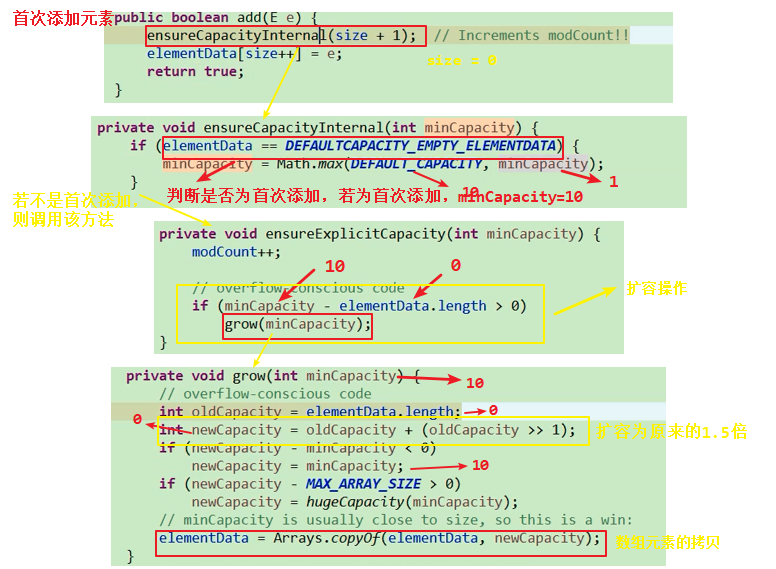 首次添加元素
public boolean add(E e) {
ensureCapacityInternal(size + 1); // Increments modCount!!
elementData[size++] = e;
size = 0
return true;
}
private void ensureCapacityInternal(int minCapacity) {
if (elementData == DEFAULTCAPACITY_EMPTY_ELEMENTDATA) {
minCapacity = Math.max(DEFAULT_CAPACITY, minCapacity);
}
10
1
判断是否为首次添加，若为首次添加，minCapacity=10
若不是首次添加，
则调用该方法
private void ensureExplicitCapacity(int minCapacity) {
modCount++;
10
0
// overflow-conscious code
if (minCapacity - elementData.length > 0)
grow(minCapacity);
}
扩容操作
private void grow(int minCapacity) {
10
// overflow-conscious code
int oldCapacity = elementData.length;
0
0
int newCapacity = oldCapacity + (oldCapacity >> 1);
扩容为原来的1.5倍
if (newCapacity - minCapacity < 0)
newCapacity = minCapacity;
10
if (newCapacity - MAX_ARRAY_SIZE > 0)
newCapacity = hugeCapacity(minCapacity);
// minCapacity is usually close to size, so this is a win:
elementData = Arrays.copyOf(elementData, newCapacity);
数组元素的拷贝
}